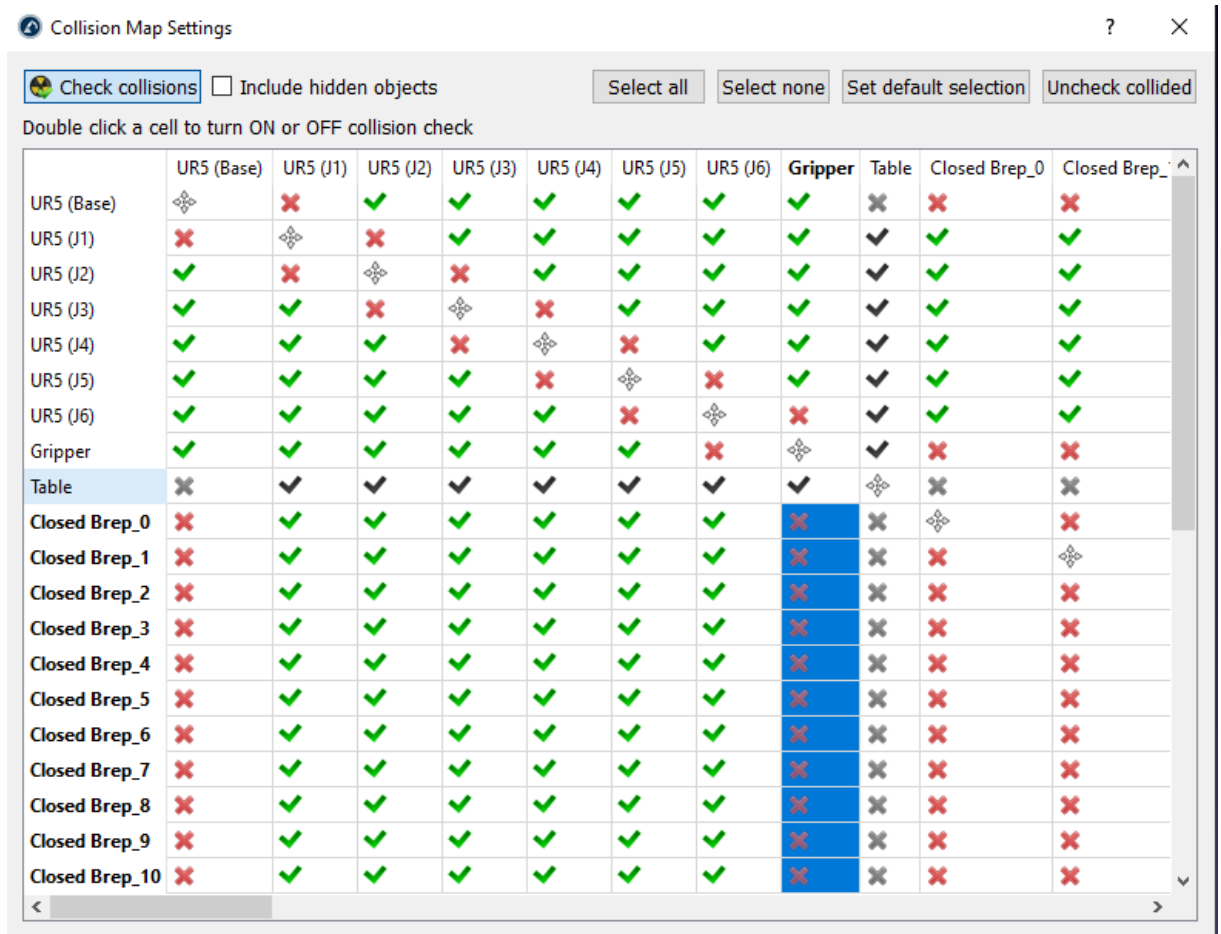 Collision Map Settings ?
Check collisions Include hidden objects Select all Select none Set default selection Uncheck collided
Double click a cell to turn ON or OFF collision check
UR5 (Base) UR5 (J1) UR5 (J2) UR5 (J3) UR5 (J4) UR5 (J5) UR5 (J6) Gripper Table Closed Brep_0 Closed Brep_
UR5 (Base)
UR5 (J1)
UR5 (J2)
UR5 (J3)
UR5 (J4)
UR5 (J5)
UR5 (J6)
Gripper
Table
Closed Brep_0
Closed Brep_1
Closed Brep_2
Closed Brep_3
Closed Brep_4
Closed Brep_5
Closed Brep_6
Closed Brep_7
Closed Brep_8
Closed Brep_9
Closed Brep_10